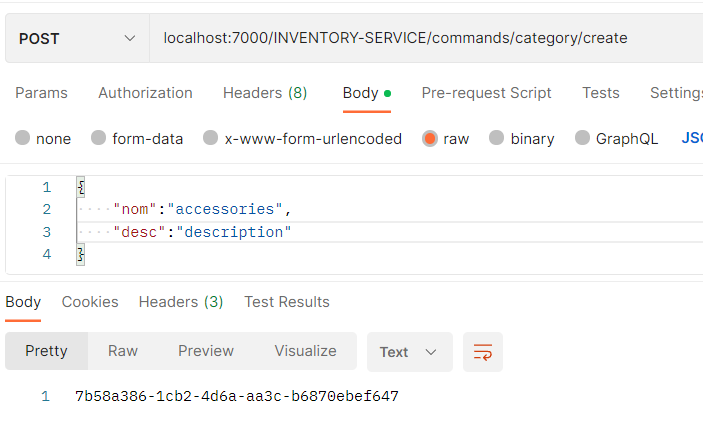 POST localhost:7000/INVENTORY-SERVICE/commands/category/create
Params Authorization Headers (8) Body Pre-request Script Tests Settings
none form-data x-www-form-urlencoded raw binary GraphQL JSO
1 {
2 ····"nom":"accessories",
3 ····"desc":"description"
4 }
Body Cookies Headers (3) Test Results
Pretty Raw Preview Visualize Text
1 7b58a386-1cb2-4d6a-aa3c-b6870ebef647